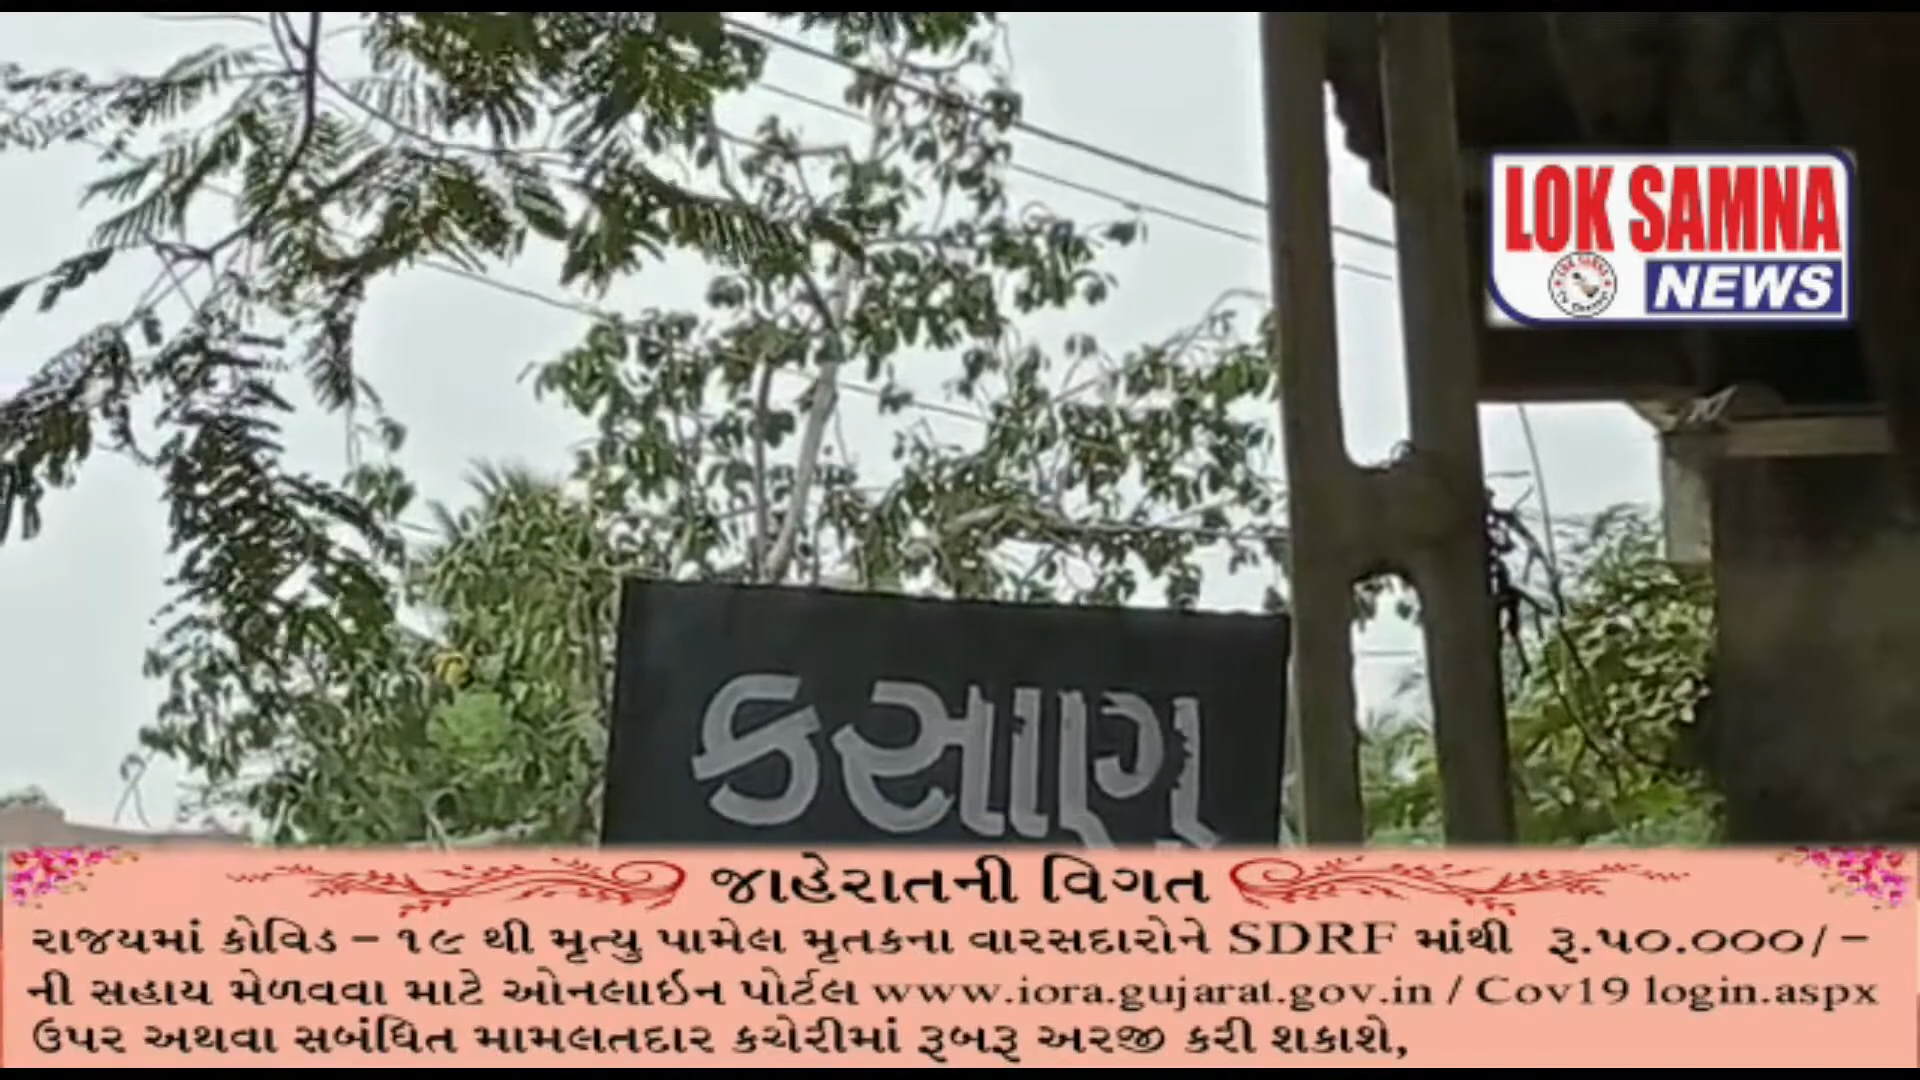 LOK SAMNA
NEWS
કસાણ
જાહેરાતની વિગત
રાજયમાં કોવિડ – ૧૯ થી મૃત્યુ પામેલ મૃતકના વારસદારોને SDRF માંથી રૂ.૫૦.૦૦૦/–
ની સહાય મેળવવા માટે ઓનલાઈન પોર્ટલ www.iora.gujarat.gov.in / Cov19 login.aspx
ઉપર અથવા સબંધિત મામલતદાર કચેરીમાં રૂબરૂ અરજી કરી શકાશે,